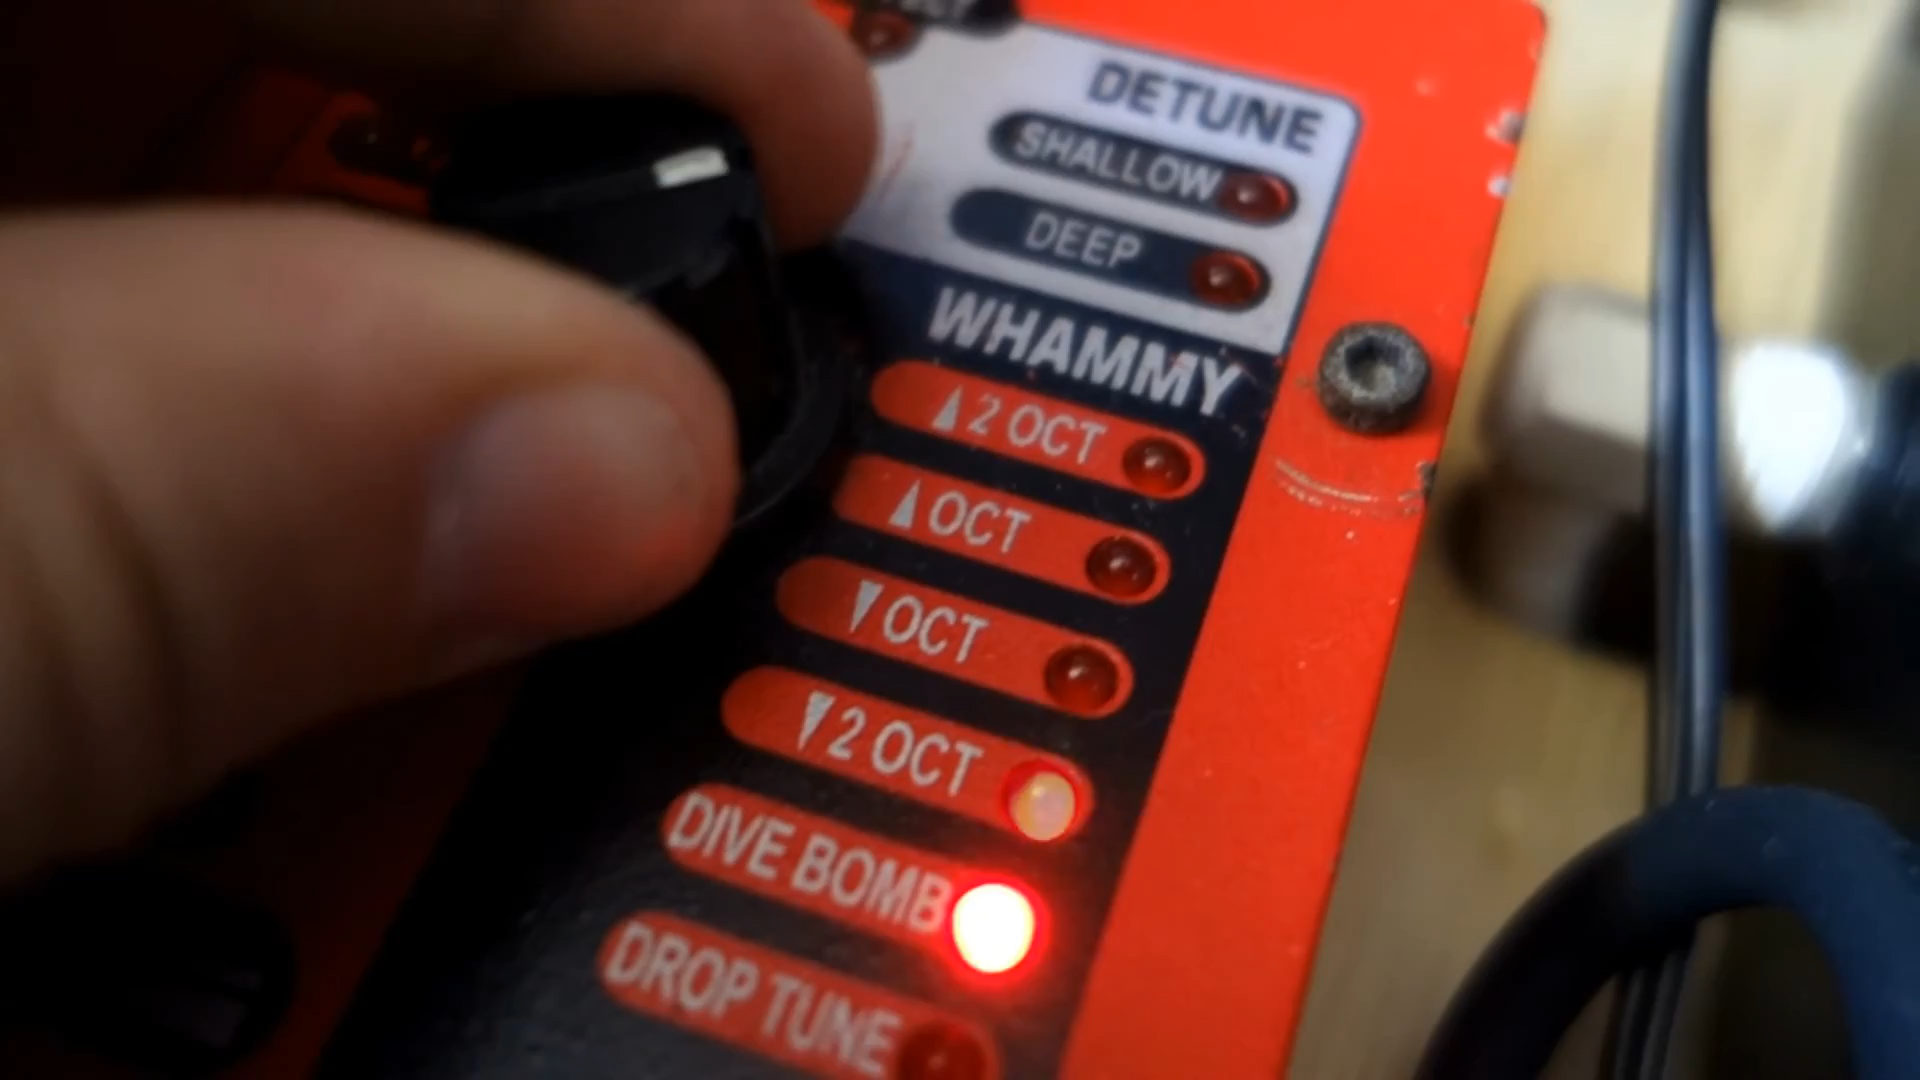 DETUNE
SHALLOW
DEEP
WHAMMY
▲2 OCT
▲OCT
▼OCT
▼2 OCT
DIVE BOMB
DROP TUNE